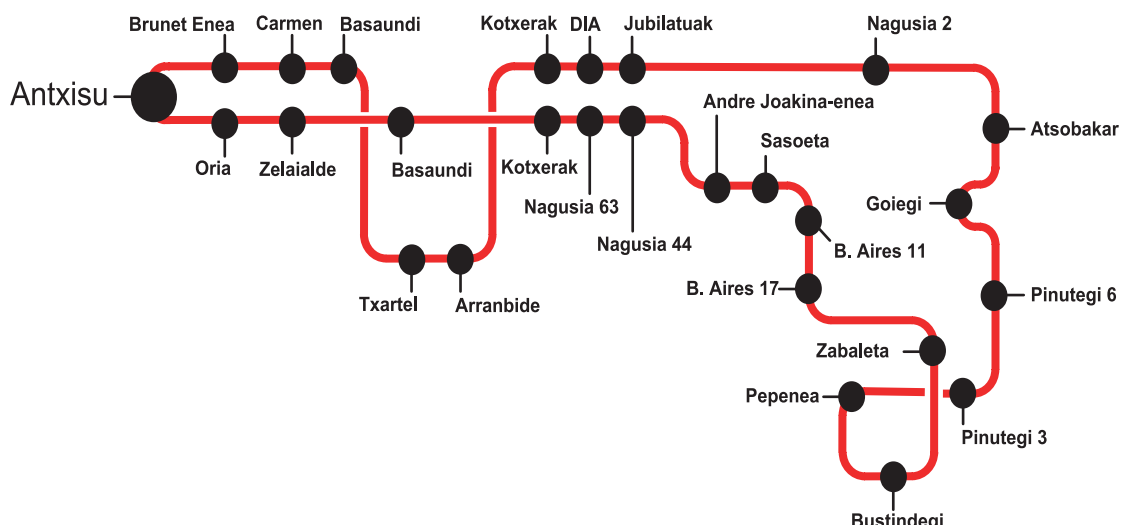 Brunet Enea
Carmen
Basaundi
Kotxerak
DIA
Jubilatuak
Nagusia 2
Antxisu
Andre Joakina-enea
Atsobakar
Sasoeta
Oria
Zelaialde
Basaundi
Kotxerak
Nagusia 63
Goiegi
Nagusia 44
B. Aires 11
B. Aires 17
Pinutegi 6
Txartel
Arranbide
Zabaleta
Pepenea
Pinutegi 3
Bustindegi